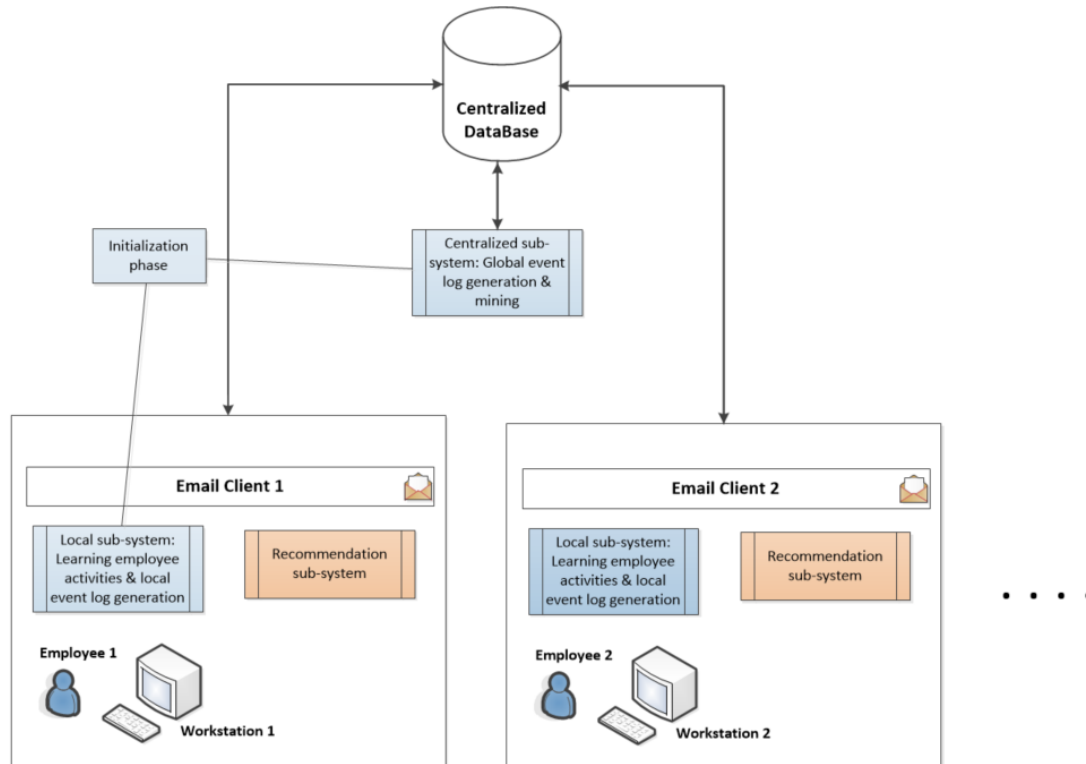 Centralized
DataBase
Initialization
phase
Centralized sub-
system: Global event
log generation &
mining
Email Client 1
Local sub-system:
Learning employee
activities & local
event log generation
Recommendation
sub-system
Employee 1
Workstation 1
Email Client 2
Local sub-system:
Learning employee
activities & local
event log generation
Recommendation
sub-system
Employee 2
Workstation 2
. . . .